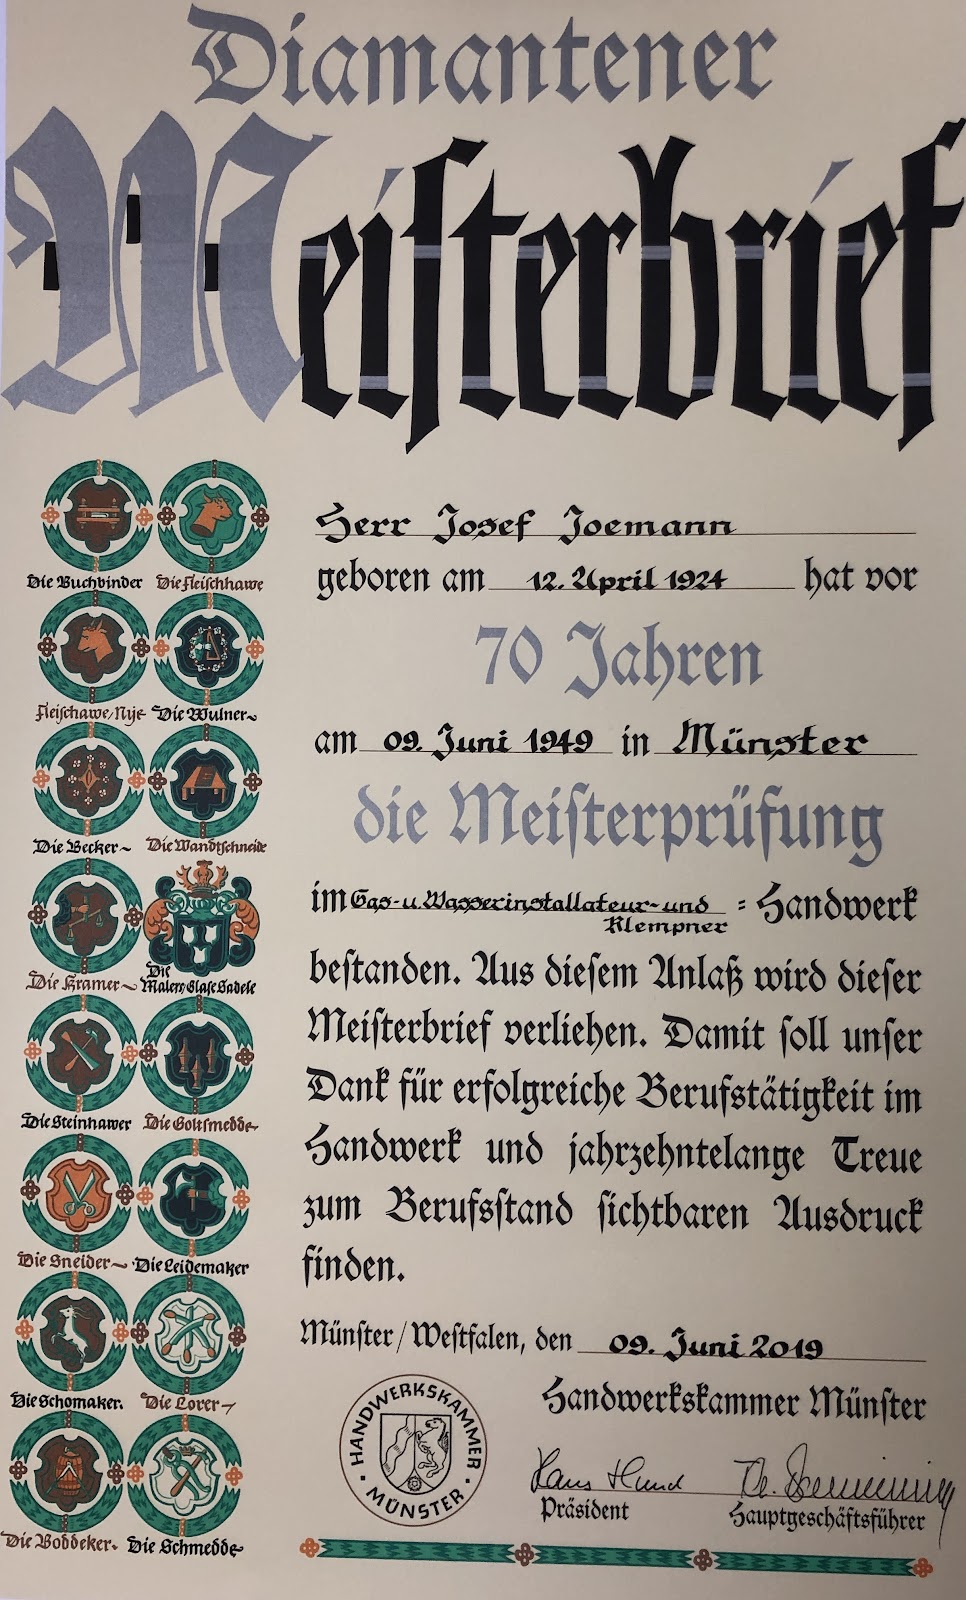 Diamantener
Meisterbrief
Herr Josef Joemann
geboren am 12. April 1924 hat vor
70 Jahren
am 09. Juni 1949 in Münster
die Meisterprüfung
im Gas- u. Wasserinstallateur- und Klempner = Handwerk
bestanden. Aus diesem Anlaß wird dieser
Meisterbrief verliehen. Damit soll unser
Dank für erfolgreiche Berufstätigkeit im
Handwerk und jahrzehntelange Treue
zum Berufsstand sichtbaren Ausdruck
finden.
Münster/Westfalen, den 09. Juni 2019
Handwerkskammer Münster
Hans Hund
Präsident Hauptgeschäftsführer
HANDWERKSKAMMER
MÜNSTER
Die Buchbinder Die Fleischhawe
Fleischawe/Nije Die Wulner~
Die Becker~ Die Wandtschneide
Die Kramer~ Die Maler, Glase Sadele
Die Steinhawer Die Goltsmedde~
Die Sneider~ Die Leidemaker
Die Schomaker. Die Lorer~
Die Boddeker. Die Schmedde